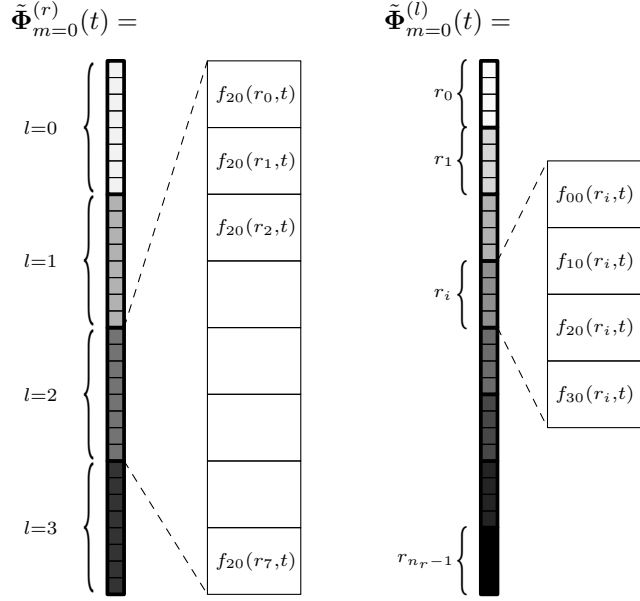 Φ̃^{(r)}_{m=0}(t) =
l=0
l=1
l=2
l=3
f_{20}(r_0,t)
f_{20}(r_1,t)
f_{20}(r_2,t)
f_{20}(r_7,t)
Φ̃^{(l)}_{m=0}(t) =
r_0
r_1
r_i
r_{n_r−1}
f_{00}(r_i,t)
f_{10}(r_i,t)
f_{20}(r_i,t)
f_{30}(r_i,t)